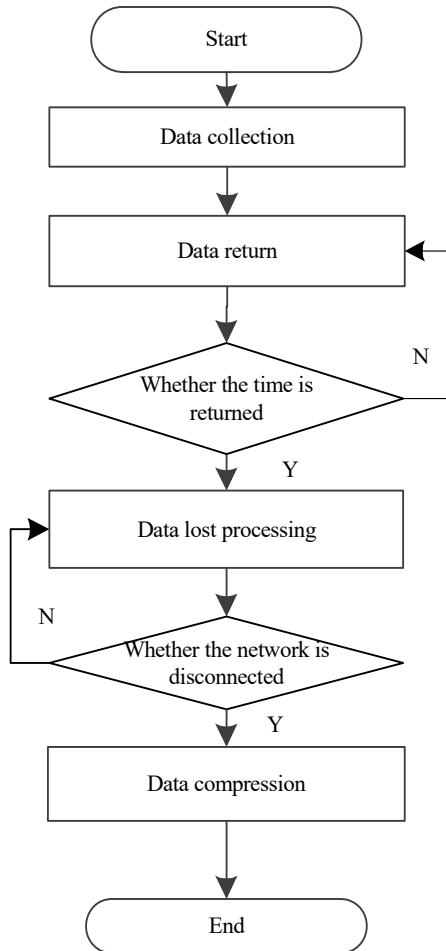 Start
Data collection
Data return
N
Whether the time is
returned
Y
Data lost processing
N
Whether the network is
disconnected
Y
Data compression
End